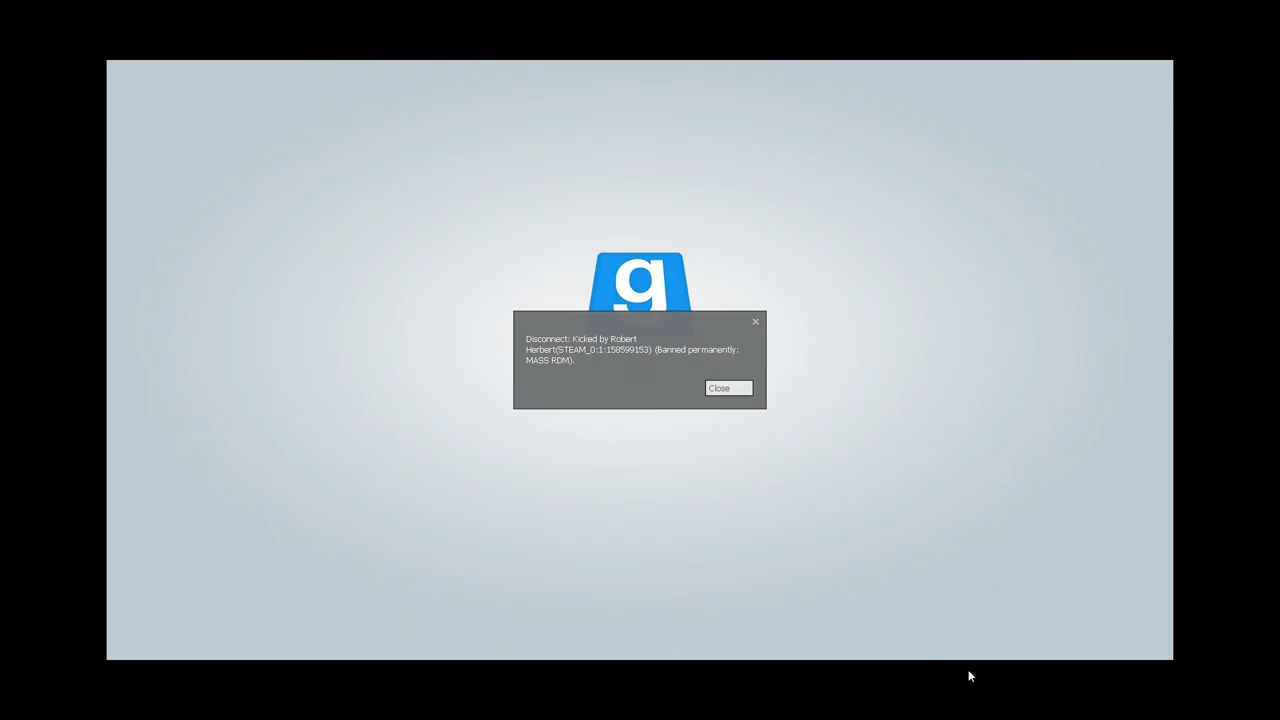 g
Disconnect: Kicked by Robert
Herbert(STEAM_0:1:158599153) (Banned permanently:
MASS RDM).
Close